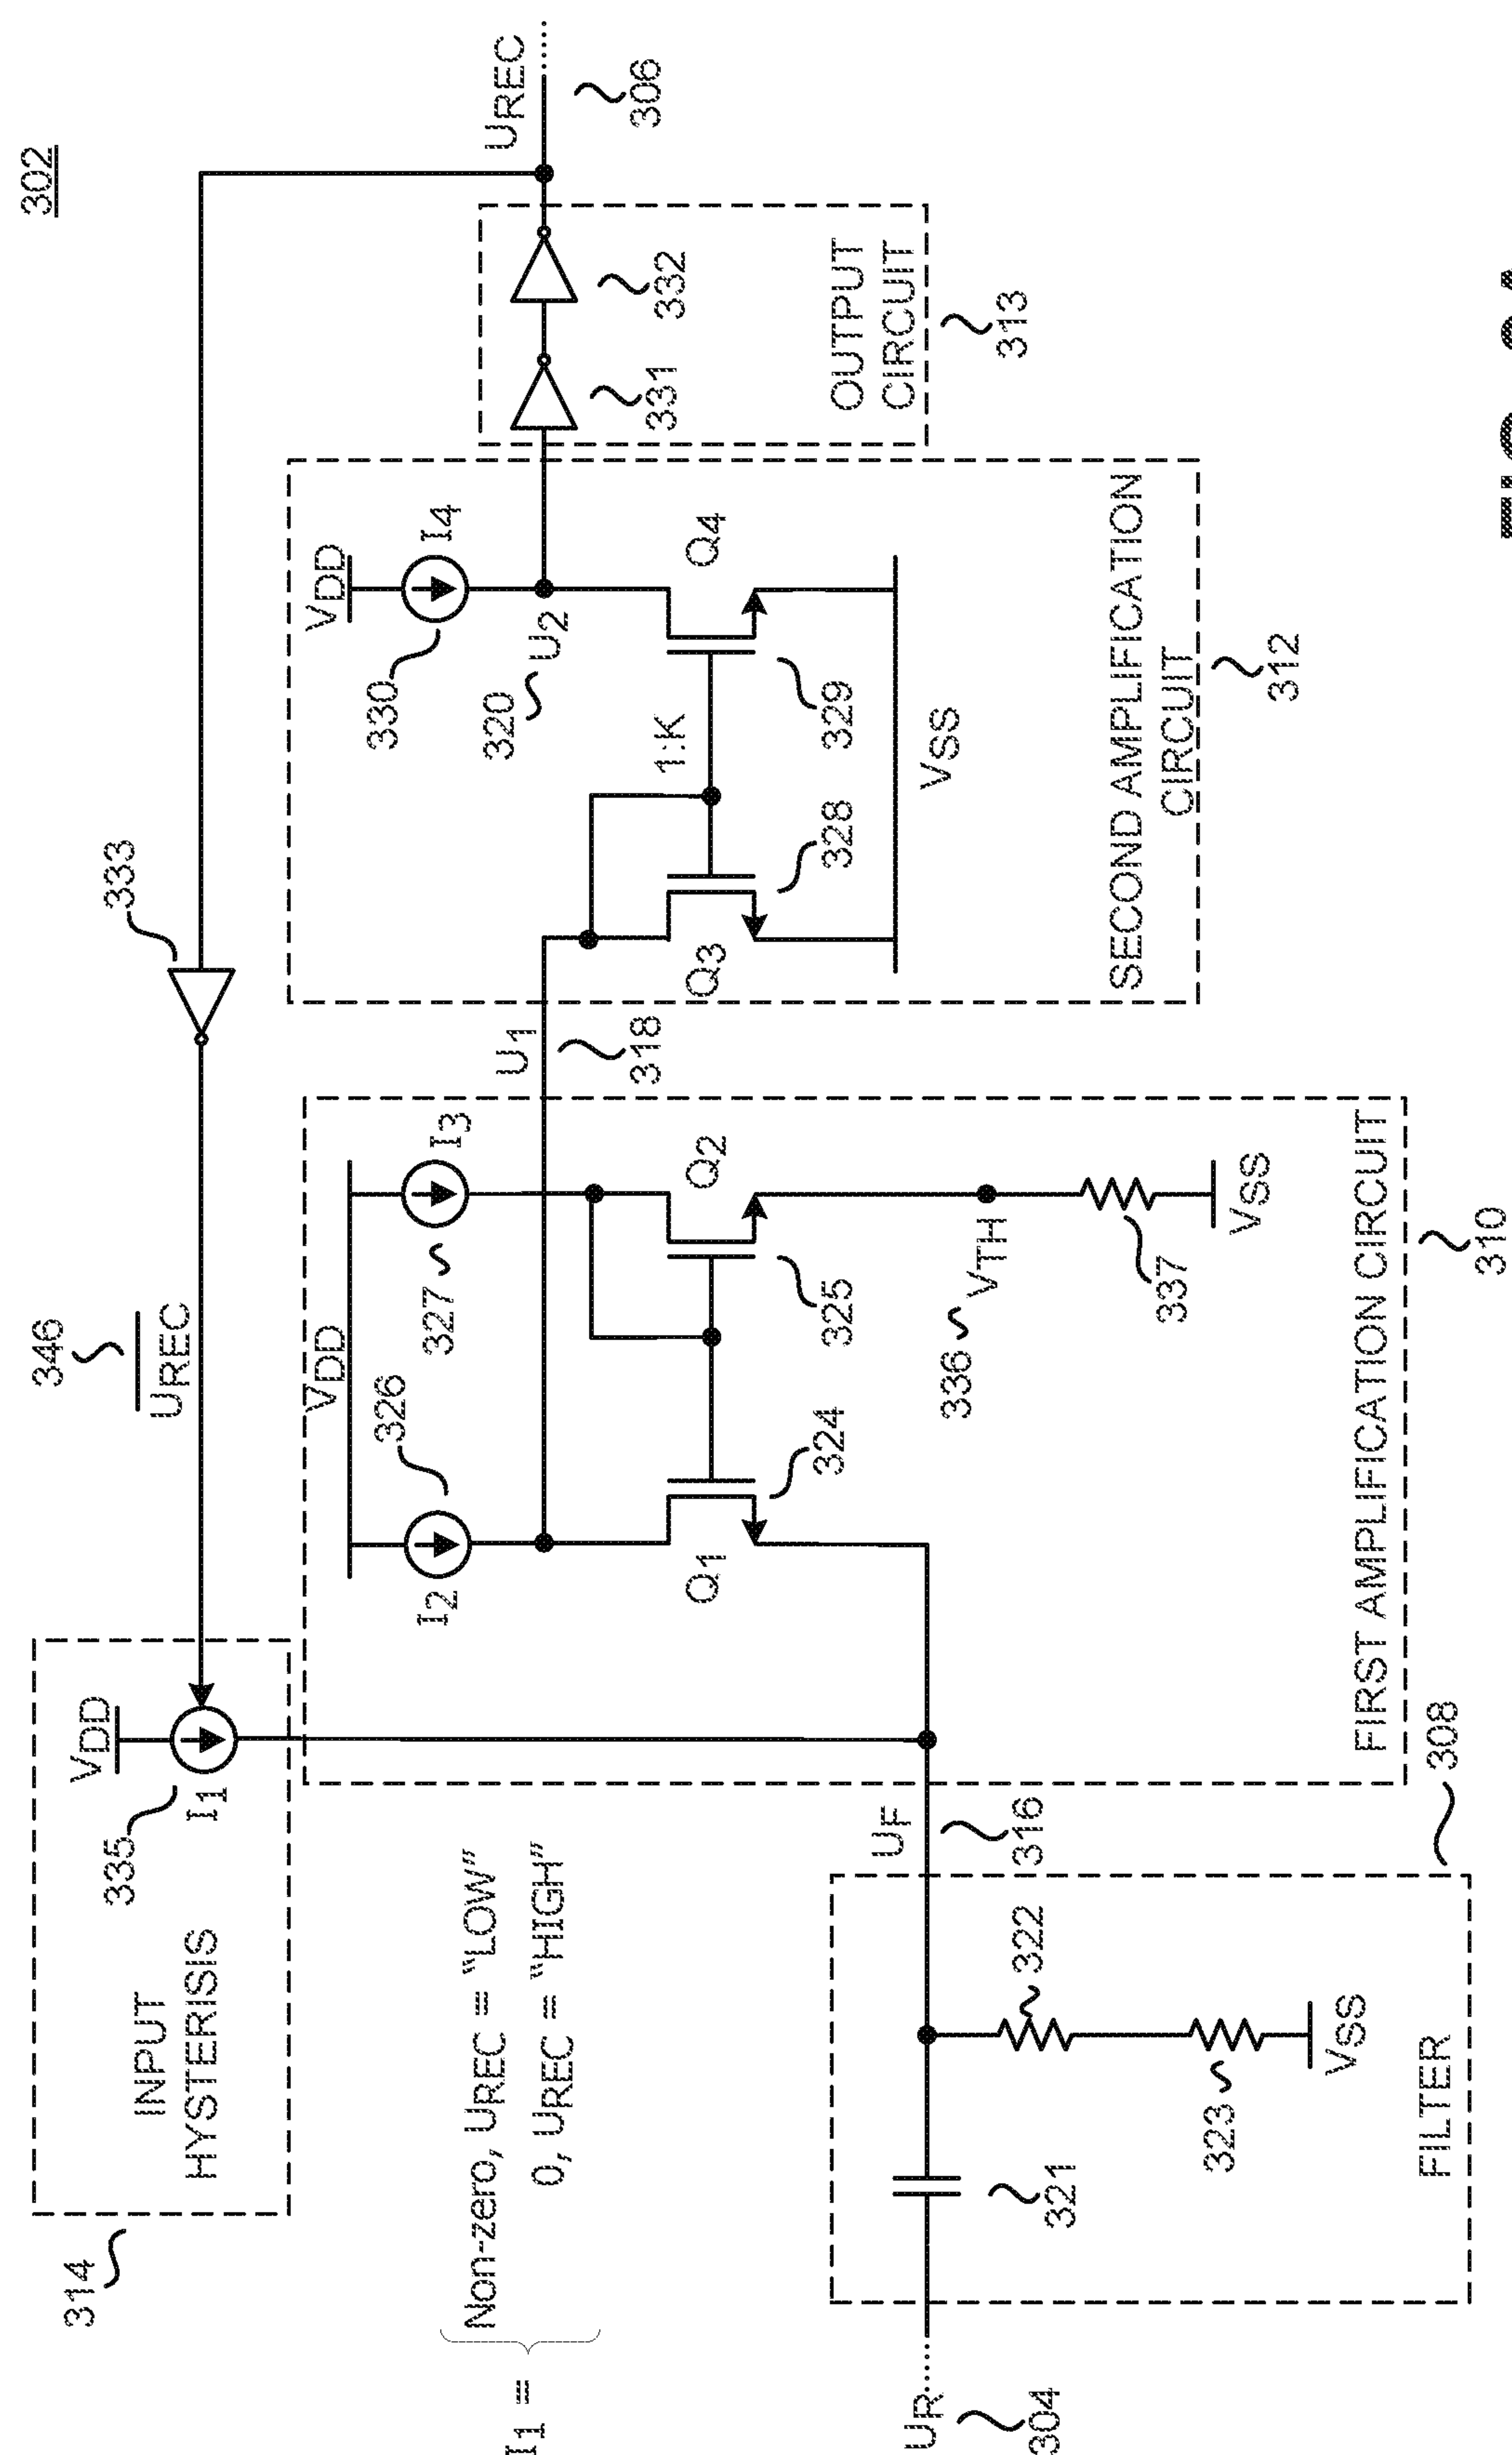 302
314
INPUT
HYSTERISIS
VDD
335
I1
346
UREC
333
UREC
306
I1 =
Non-zero, UREC = "LOW"
0, UREC = "HIGH"
VDD
I2
326
327
I3
Q1
324
Q2
325
336
VTH
337
VSS
FIRST AMPLIFICATION CIRCUIT
310
U1
318
VDD
330
I4
320
U2
Q3
328
1:K
Q4
329
VSS
SECOND AMPLIFICATION
CIRCUIT
312
331
332
OUTPUT
CIRCUIT
313
UR
304
321
322
323
VSS
FILTER
308
UF
316